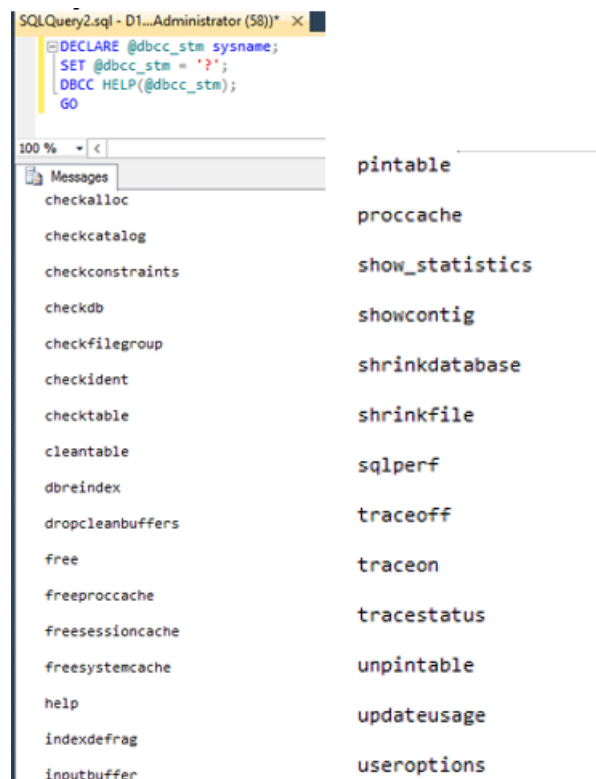 SQLQuery2.sql - D1...Administrator (58))* ×
DECLARE @dbcc_stm sysname;
SET @dbcc_stm = '?';
DBCC HELP(@dbcc_stm);
GO
100 %
Messages
checkalloc
checkcatalog
checkconstraints
checkdb
checkfilegroup
checkident
checktable
cleantable
dbreindex
dropcleanbuffers
free
freeproccache
freesessioncache
freesystemcache
help
indexdefrag
inputbuffer
pintable
proccache
show_statistics
showcontig
shrinkdatabase
shrinkfile
sqlperf
traceoff
traceon
tracestatus
unpintable
updateusage
useroptions